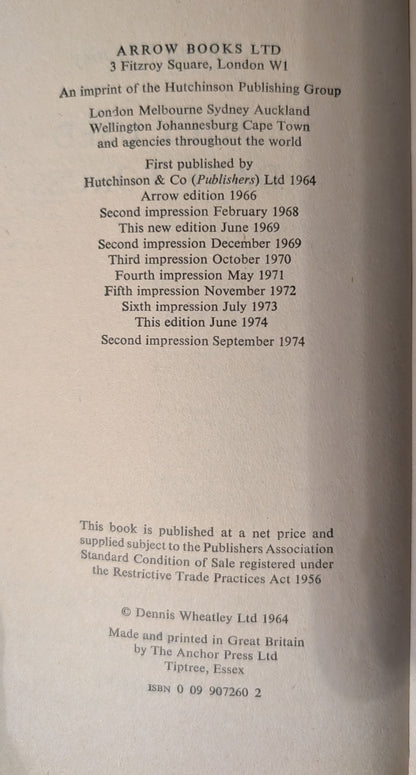 ARROW BOOKS LTD
3 Fitzroy Square, London W1
An imprint of the Hutchinson Publishing Group
London Melbourne Sydney Auckland
Wellington Johannesburg Cape Town
and agencies throughout the world
First published by
Hutchinson & Co (Publishers) Ltd 1964
Arrow edition 1966
Second impression February 1968
This new edition June 1969
Second impression December 1969
Third impression October 1970
Fourth impression May 1971
Fifth impression November 1972
Sixth impression July 1973
This edition June 1974
Second impression September 1974
This book is published at a net price and
supplied subject to the Publishers Association
Standard Condition of Sale registered under
the Restrictive Trade Practices Act 1956
© Dennis Wheatley Ltd 1964
Made and printed in Great Britain
by The Anchor Press Ltd
Tiptree, Essex
ISBN 0 09 907260 2